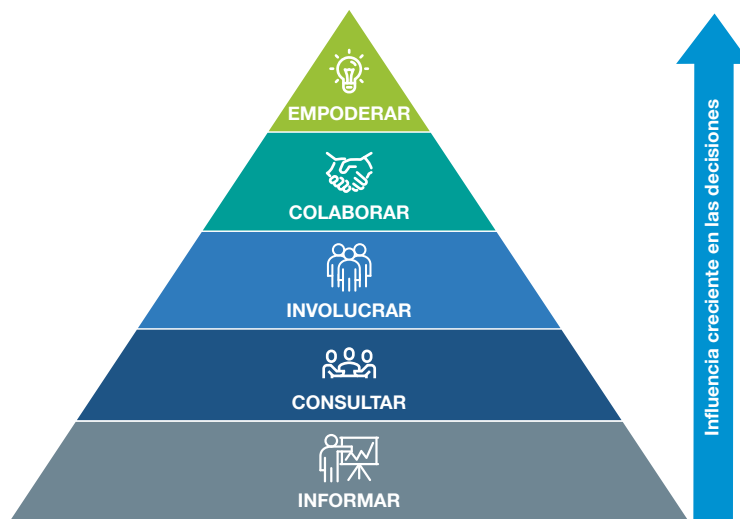 EMPODERAR
COLABORAR
INVOLUCRAR
CONSULTAR
INFORMAR
Influencia creciente en las decisiones